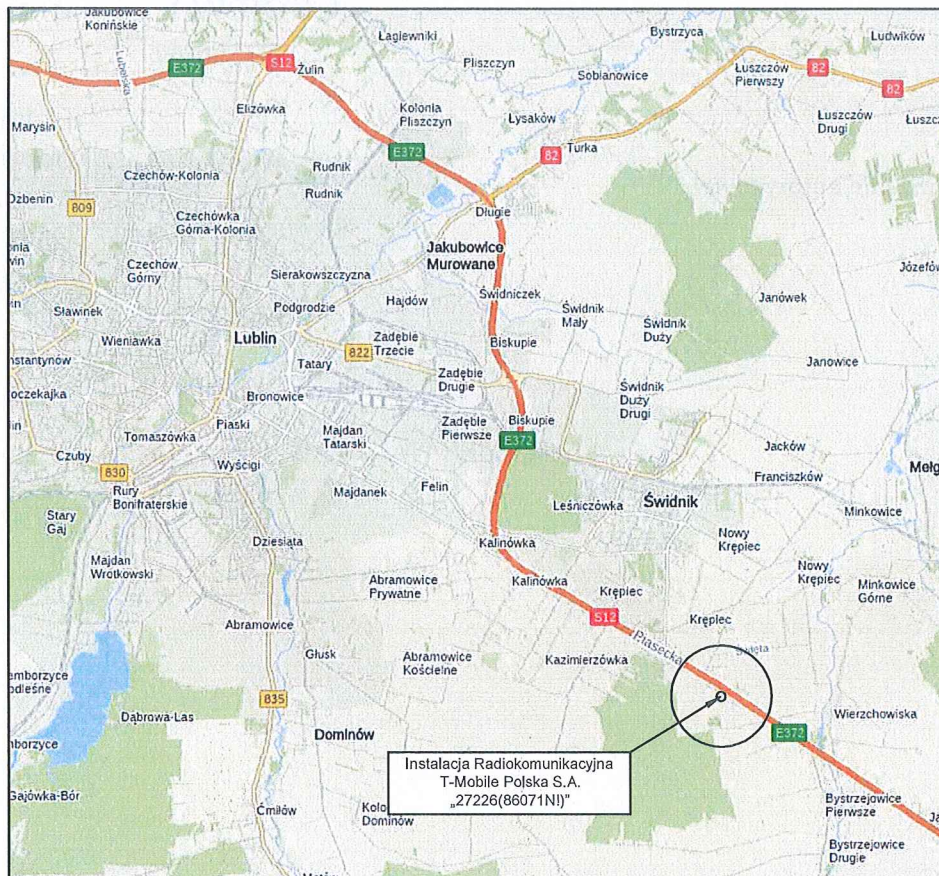 Jakubowice
Konińskie
Łagiewniki
Bystrzyca
Ludwików
Pliszczyn
S12
Żulin
E372
Sobianowice
82
Łuszczów
Pierwszy
82
Elizówka
Kolonia
Pliszczyn
Łysaków
Łuszczów
Drugi
Marysin
E372
82
Turka
Rudnik
Czechów-Kolonia
Rudnik
809
Czechówka
Górna-Kolonia
Długie
Jakubowice
Murowane
Czechów
Górny
Sierakowszczyzna
Hajdów
Świdniczek
Janówek
Sławinek
Podgrodzie
Świdnik
Mały
Świdnik
Duży
Wieniawka
Lublin
Zadębie
Trzecie
Biskupie
822
Tatary
Janowice
Zadębie
Drugie
Bronowice
Świdnik
Duży
Drugi
Piaski
Majdan
Tatarski
Zadębie
Pierwsze
Biskupie
E372
Tomaszówka
Czuby
Wyścigi
Jacków
830
Rury
Bonifraterskie
Majdanek
Felin
Franciszków
Leśniczówka
Świdnik
Minkowice
Stary
Gaj
Dziesiąta
Kalinówka
Nowy
Krępiec
Majdan
Wrotkowski
Abramowice
Prywatne
Kalinówka
Krępiec
Nowy
Krępiec
Minkowice
Górne
S12
Krępiec
Abramowice
Piasecka
Głusk
Abramowice
Kościelne
Kazimierzówka
835
Dąbrowa-Las
Dominów
Wierzchowiska
E372
Instalacja Radiokomunikacyjna
T-Mobile Polska S.A.
„27226(86071N!)”
Gajówka-Bór
Ćmiłów
Dominów
Bystrzejowice
Pierwsze
Bystrzejowice
Drugie